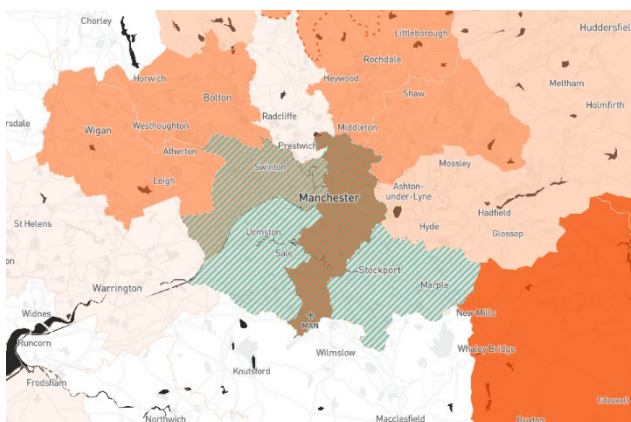 Chorley
Littleborough
Huddersfiel
Rochdale
Horwich
Heywood
Meltham
Bolton
Shaw
Radcliffe
Holmfirth
rsdale
Westhoughton
Middleton
Wigan
Prestwich
Atherton
Mossley
Swinton
Leigh
Ashton-
under-Lyne
Manchester
Hadfield
St Helens
Urmston
Hyde
Glossop
Sale
Stockport
Warrington
Marple
Widnes
New Mills
MAN
Runcorn
Wilmslow
Whaley Bridge
Knutsford
Frodsham
Tideswell
Northwich
Macclesfield
Buxton